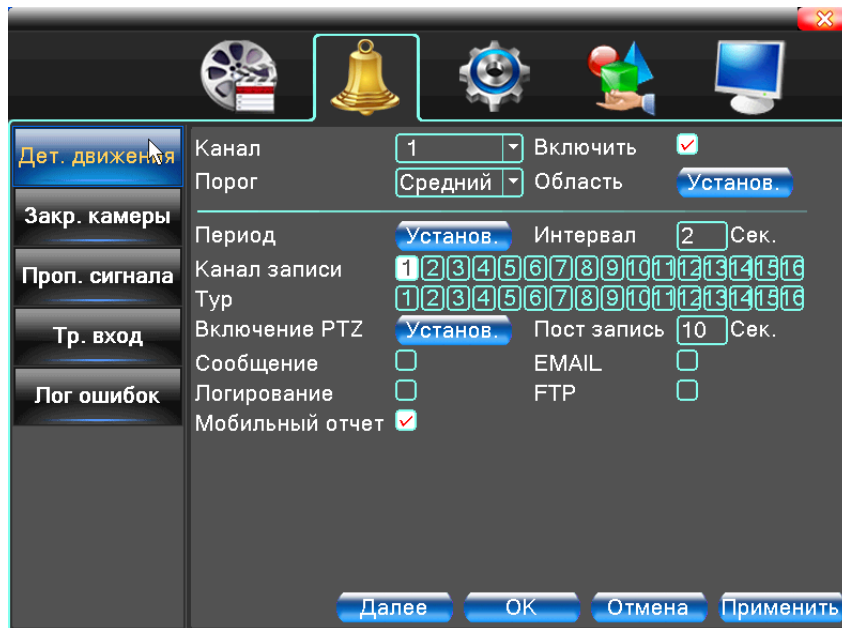 Дет. движения
Закр. камеры
Проп. сигнала
Тр. вход
Лог ошибок
Канал 1 Включить
Порог Средний Область Установ.
Период Установ. Интервал 2 Сек.
Канал записи 1 2 3 4 5 6 7 8 9 10 11 12 13 14 15 16
Тур 1 2 3 4 5 6 7 8 9 10 11 12 13 14 15 16
Включение PTZ Установ. Пост запись 10 Сек.
Сообщение EMAIL
Логирование FTP
Мобильный отчет
Далее OK Отмена Применить